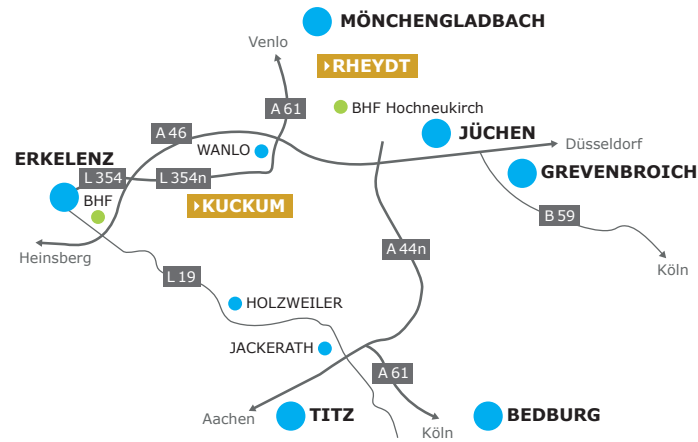 MÖNCHENGLADBACH
Venlo
RHEYDT
A 61
BHF Hochneukirch
A 46
JÜCHEN
Düsseldorf
WANLO
ERKELENZ
L 354
L 354n
GREVENBROICH
BHF
KUCKUM
B 59
A 44n
Heinsberg
Köln
L 19
HOLZWEILER
JACKERATH
A 61
Aachen
TITZ
Köln
BEDBURG